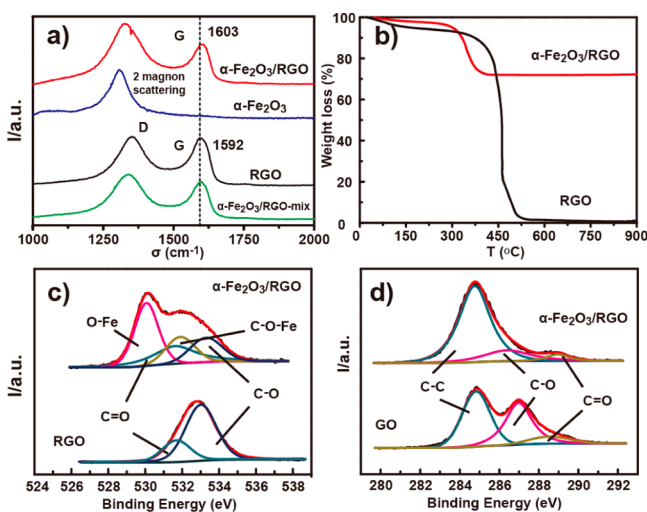 a)
G
1603
α-Fe₂O₃/RGO
2 magnon
scattering
α-Fe₂O₃
D
G
1592
RGO
α-Fe₂O₃/RGO-mix
I/a.u.
1000 1250 1500 1750 2000
σ (cm⁻¹)
b)
α-Fe₂O₃/RGO
RGO
Weight loss (%)
100
80
60
40
20
0
0 150 300 450 600 750 900
T (°C)
c)
α-Fe₂O₃/RGO
O-Fe
C-O-Fe
C=O
C-O
RGO
I/a.u.
524 526 528 530 532 534 536 538
Binding Energy (eV)
d)
α-Fe₂O₃/RGO
C-C
C-O
C=O
GO
I/a.u.
280 282 284 286 288 290 292
Binding Energy (eV)